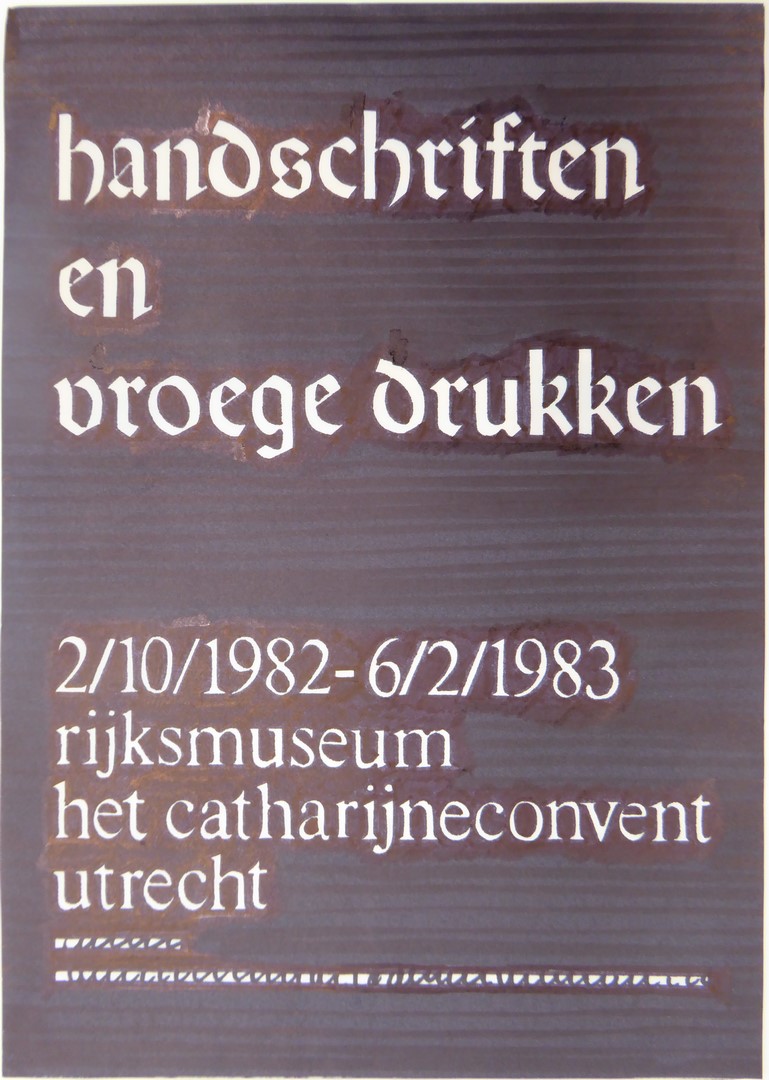 handschriften
en
vroege drukken
2/10/1982-6/2/1983
rijksmuseum
het catharijneconvent
utrecht